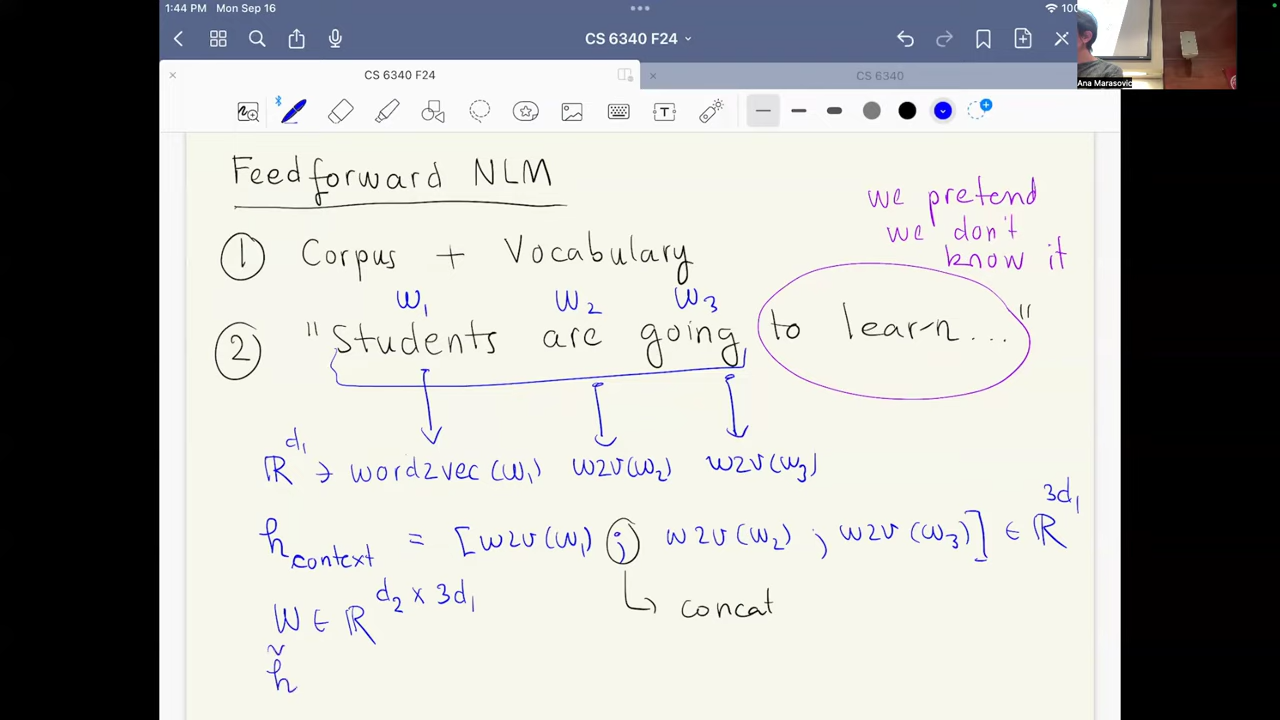 1:44 PM Mon Sep 16
100
CS 6340 F24
CS 6340 F24
CS 6340
Ana Marasovic
Feedforward NLM
we pretend
we don't
know it
① Corpus + Vocabulary
w₁ w₂ w₃
② "Students are going to learn..."
ℝ^d₁ ∋ word2vec(w₁) w2v(w₂) w2v(w₃)
h_context = [w2v(w₁) ; w2v(w₂) ; w2v(w₃)] ∈ ℝ^3d₁
W ∈ ℝ^d₂ × 3d₁
concat
h̆